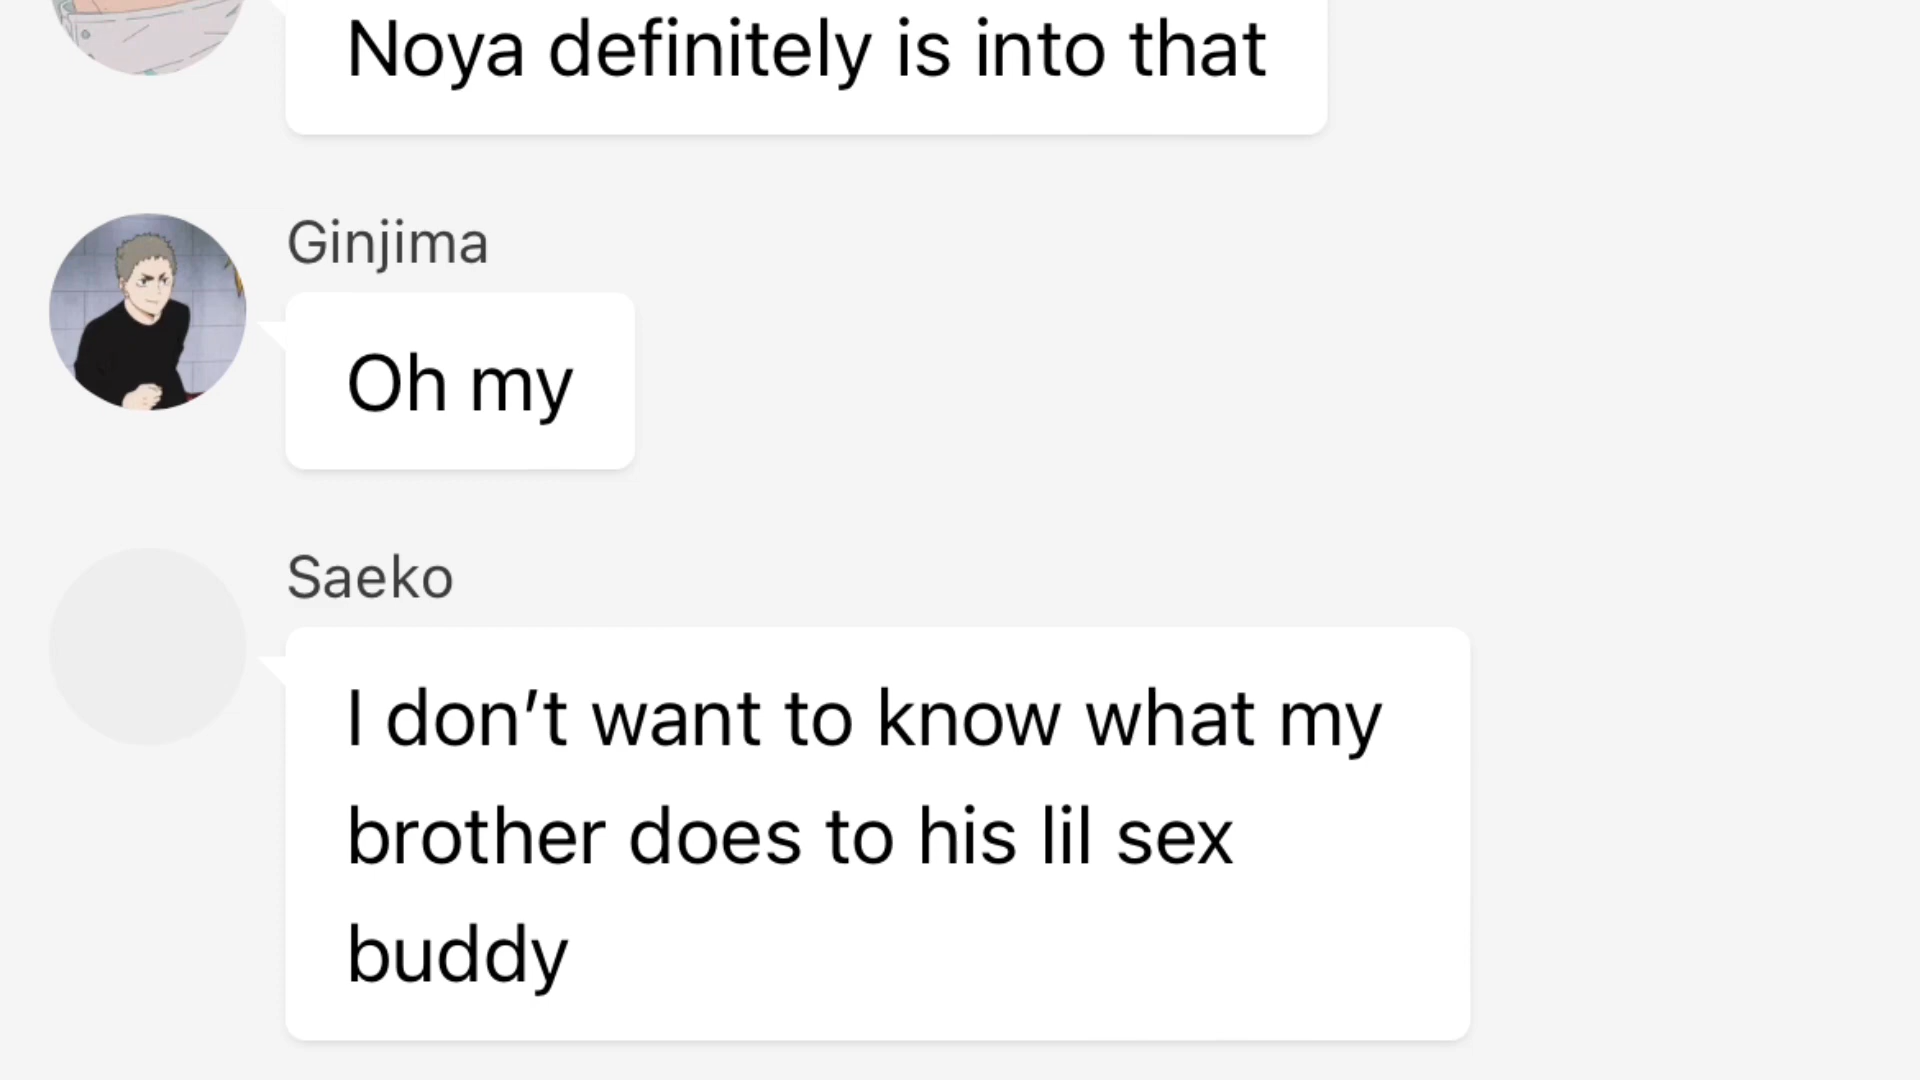 Noya definitely is into that
Ginjima
Oh my
Saeko
I don’t want to know what my
brother does to his lil sex
buddy